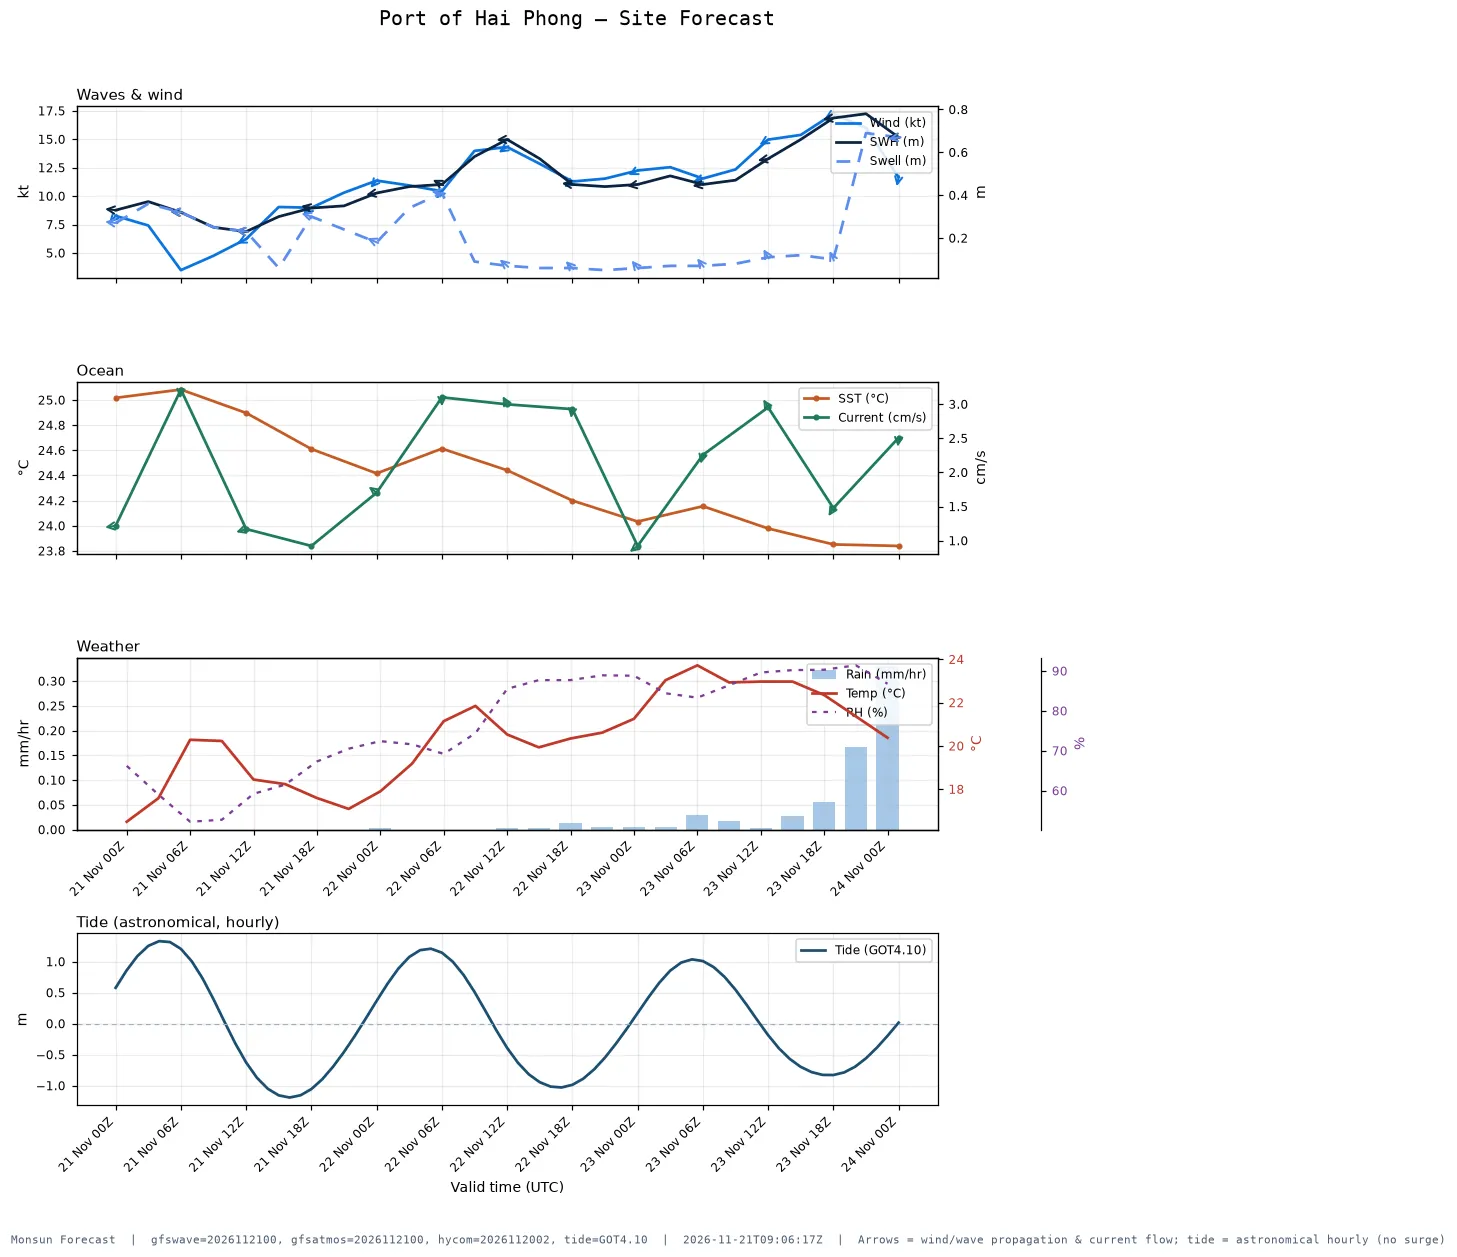 Port of Hai Phong — Site Forecast
Waves & wind
kt
17.5
15.0
12.5
10.0
7.5
5.0
0.8
0.6
0.4
0.2
m
Wind (kt)
SWH (m)
Swell (m)
Ocean
°C
25.0
24.8
24.6
24.4
24.2
24.0
23.8
3.0
2.5
2.0
1.5
1.0
cm/s
SST (°C)
Current (cm/s)
Weather
mm/hr
0.30
0.25
0.20
0.15
0.10
0.05
0.00
24
22
20
18
°C
90
80
70
60
%
Rain (mm/hr)
Temp (°C)
RH (%)
21 Nov 00Z
21 Nov 06Z
21 Nov 12Z
21 Nov 18Z
22 Nov 00Z
22 Nov 06Z
22 Nov 12Z
22 Nov 18Z
23 Nov 00Z
23 Nov 06Z
23 Nov 12Z
23 Nov 18Z
24 Nov 00Z
Tide (astronomical, hourly)
m
1.0
0.5
0.0
−0.5
−1.0
Tide (GOT4.10)
21 Nov 00Z
21 Nov 06Z
21 Nov 12Z
21 Nov 18Z
22 Nov 00Z
22 Nov 06Z
22 Nov 12Z
22 Nov 18Z
23 Nov 00Z
23 Nov 06Z
23 Nov 12Z
23 Nov 18Z
24 Nov 00Z
Valid time (UTC)
Monsun Forecast | gfswave=2026112100, gfsatmos=2026112100, hycom=2026112002, tide=GOT4.10 | 2026-11-21T09:06:17Z | Arrows = wind/wave propagation & current flow; tide = astronomical hourly (no surge)